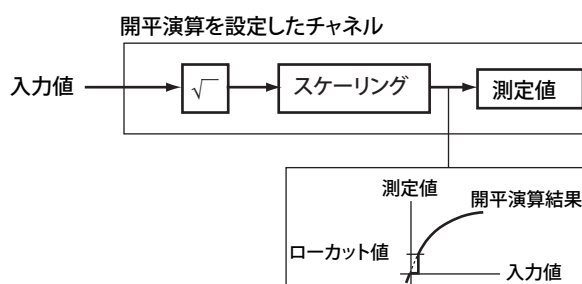 開平演算を設定したチャネル
入力値
√
スケーリング
測定値
測定値
開平演算結果
ローカット値
入力値